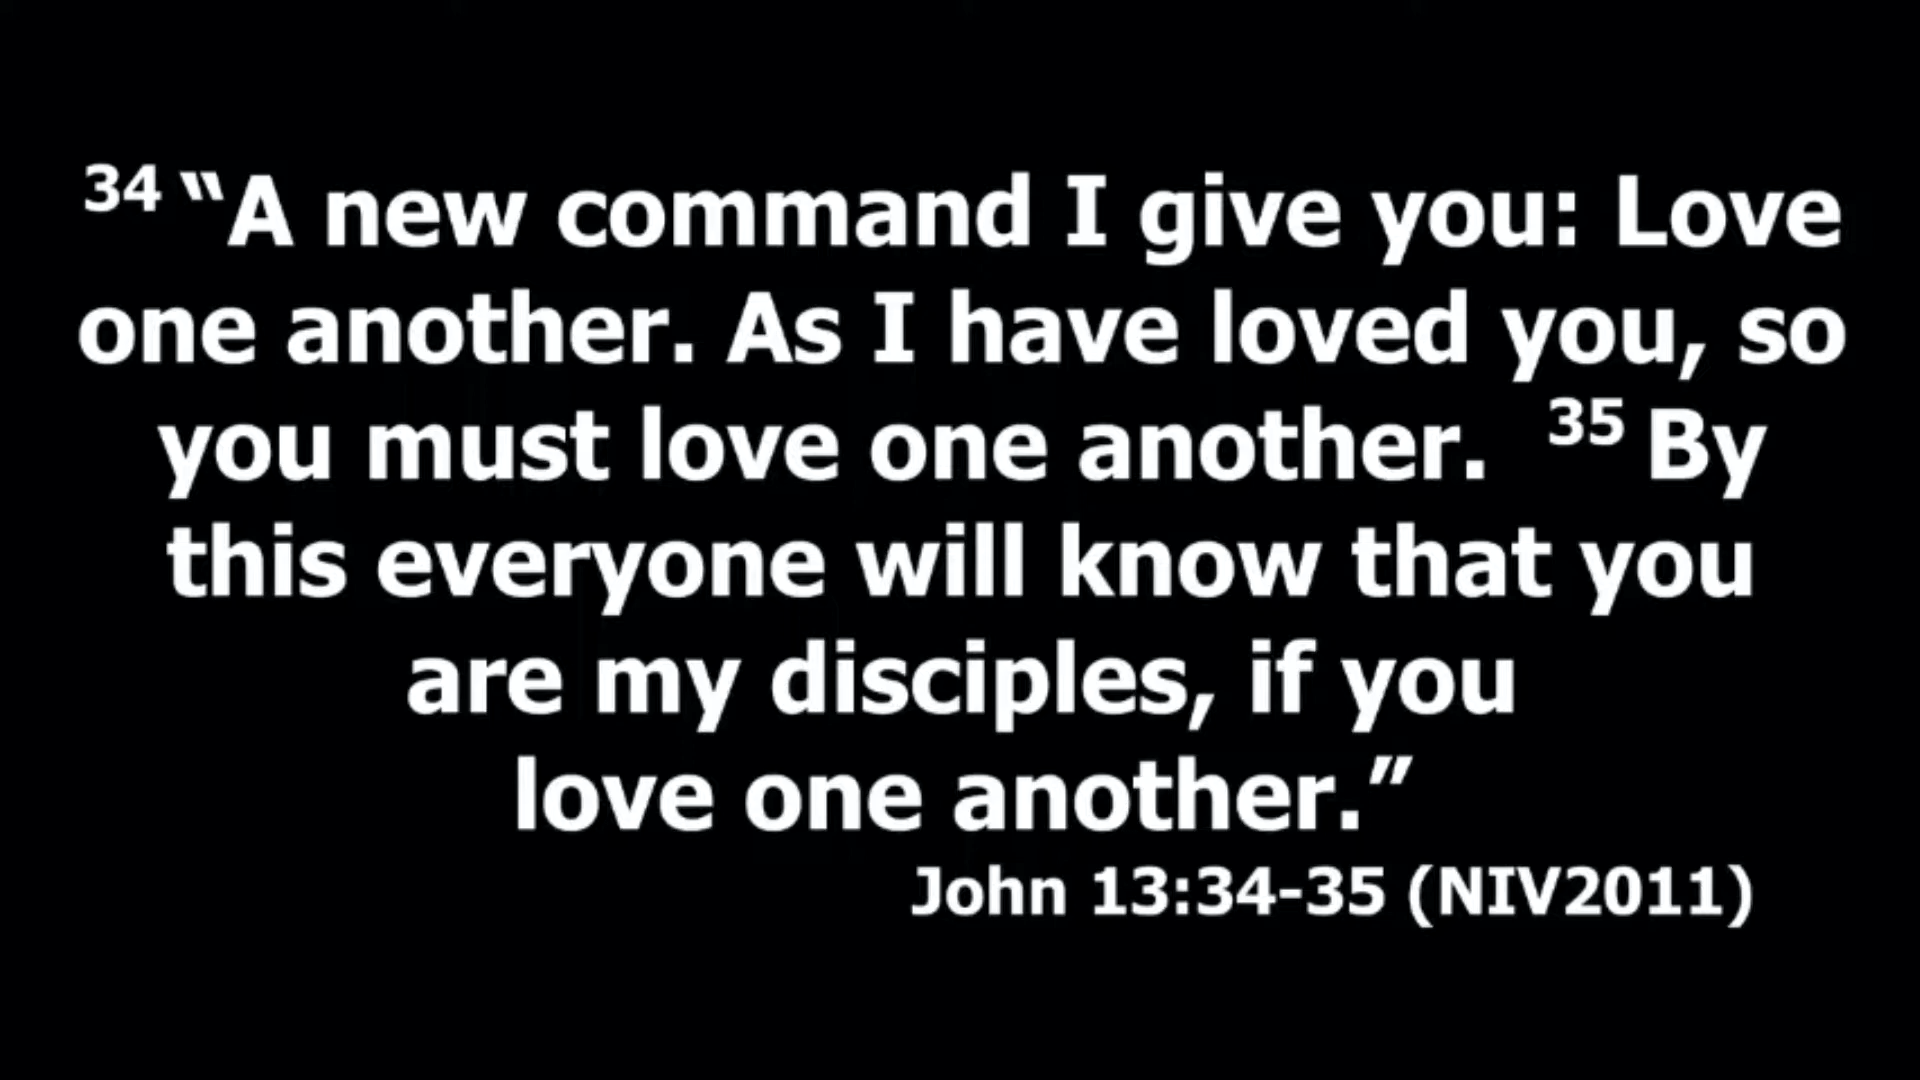 34 “A new command I give you: Love
one another. As I have loved you, so
you must love one another. 35 By
this everyone will know that you
are my disciples, if you
love one another.”
John 13:34-35 (NIV2011)